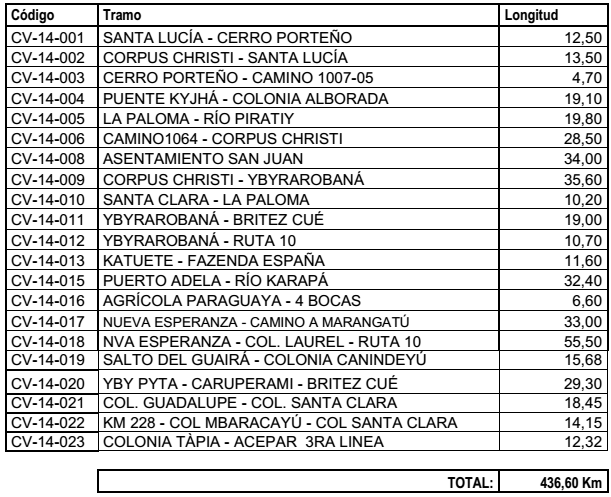 Código Tramo Longitud
CV-14-001 SANTA LUCÍA - CERRO PORTEÑO 12,50
CV-14-002 CORPUS CHRISTI - SANTA LUCÍA 13,50
CV-14-003 CERRO PORTEÑO - CAMINO 1007-05 4,70
CV-14-004 PUENTE KYJHÁ - COLONIA ALBORADA 19,10
CV-14-005 LA PALOMA - RÍO PIRATIY 19,80
CV-14-006 CAMINO1064 - CORPUS CHRISTI 28,50
CV-14-008 ASENTAMIENTO SAN JUAN 34,00
CV-14-009 CORPUS CHRISTI - YBYRAROBANÁ 35,60
CV-14-010 SANTA CLARA - LA PALOMA 10,20
CV-14-011 YBYRAROBANÁ - BRITEZ CUÉ 19,00
CV-14-012 YBYRAROBANÁ - RUTA 10 10,70
CV-14-013 KATUETE - FAZENDA ESPAÑA 11,60
CV-14-015 PUERTO ADELA - RÍO KARAPÁ 32,40
CV-14-016 AGRÍCOLA PARAGUAYA - 4 BOCAS 6,60
CV-14-017 NUEVA ESPERANZA - CAMINO A MARANGATÚ 33,00
CV-14-018 NVA ESPERANZA - COL. LAUREL - RUTA 10 55,50
CV-14-019 SALTO DEL GUAIRÁ - COLONIA CANINDEYÚ 15,68
CV-14-020 YBY PYTA - CARUPERAMI - BRITEZ CUÉ 29,30
CV-14-021 COL. GUADALUPE - COL. SANTA CLARA 18,45
CV-14-022 KM 228 - COL MBARACAYÚ - COL SANTA CLARA 14,15
CV-14-023 COLONIA TÀPIA - ACEPAR 3RA LINEA 12,32
TOTAL: 436,60 Km